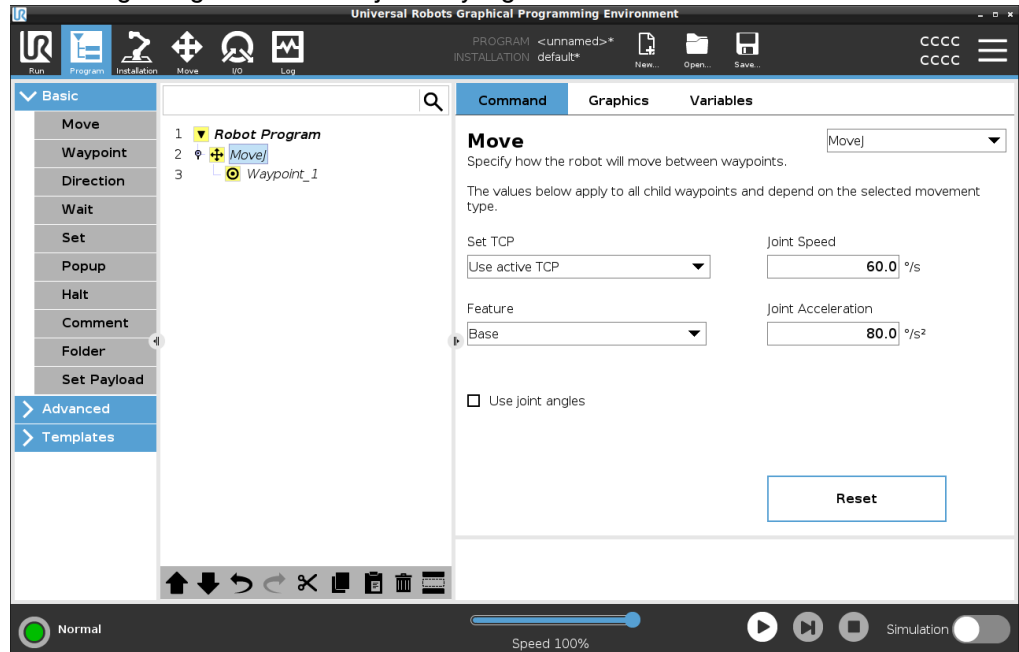 Universal Robots Graphical Programming Environment
UR
Run
Program
Installation
Move
I/O
Log
PROGRAM <unnamed>*
INSTALLATION default*
New...
Open...
Save...
CCCC
CCCC
Basic
Move
Waypoint
Direction
Wait
Set
Popup
Halt
Comment
Folder
Set Payload
Advanced
Templates
1 Robot Program
2 MoveJ
3 Waypoint_1
Command Graphics Variables
Move
MoveJ
Specify how the robot will move between waypoints.
The values below apply to all child waypoints and depend on the selected movement
type.
Set TCP
Use active TCP
Joint Speed
60.0 °/s
Feature
Base
Joint Acceleration
80.0 °/s²
Use joint angles
Reset
Normal
Speed 100%
Simulation